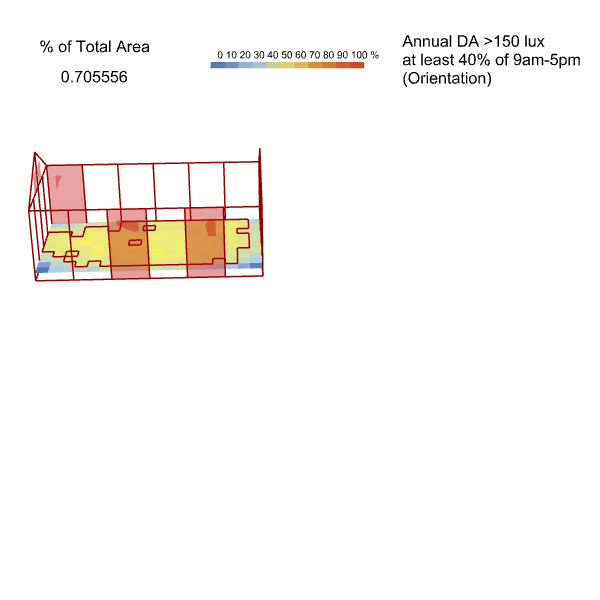 % of Total Area
0.705556
0 10 20 30 40 50 60 70 80 90 100 %
Annual DA >150 lux
at least 40% of 9am-5pm
(Orientation)